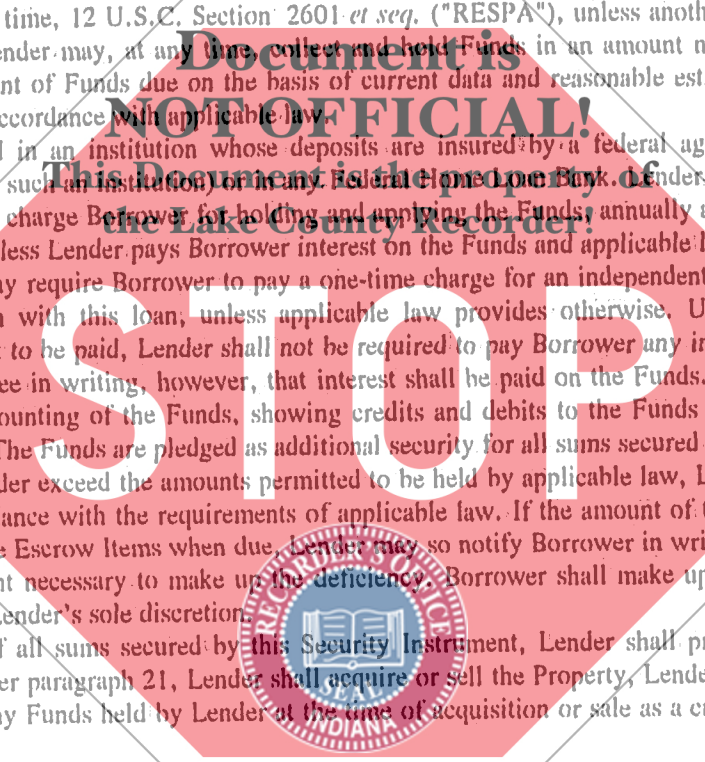 time, 12 U.S.C. Section 2601 et seq. ("RESPA"), unless anoth
ender may, at any time, collect and hold Funds in an amount n
Document is
nt of Funds due on the basis of current data and reasonable est
ccordance with applicable law.
NOT OFFICIAL!
l in an institution whose deposits are insured by a federal ag
such an institution) or in any Federal Home Loan Bank. Lender
This Document is the property of
charge Borrower for holding and applying the Funds, annually a
the Lake County Recorder!
less Lender pays Borrower interest on the Funds and applicable l
ay require Borrower to pay a one-time charge for an independent
n with this loan, unless applicable law provides otherwise. U
STOP
t to be paid, Lender shall not be required to pay Borrower any in
ee in writing, however, that interest shall be paid on the Funds.
ounting of the Funds, showing credits and debits to the Funds
The Funds are pledged as additional security for all sums secured
der exceed the amounts permitted to be held by applicable law, L
ance with the requirements of applicable law. If the amount of t
e Escrow Items when due, Lender may so notify Borrower in wri
nt necessary to make up the deficiency. Borrower shall make up
ender's sole discretion.
RECORDER'S OFFICE
f all sums secured by this Security Instrument, Lender shall pr
er paragraph 21, Lender shall acquire or sell the Property, Lende
SEAL
ny Funds held by Lender at the time of acquisition or sale as a c
INDIANA